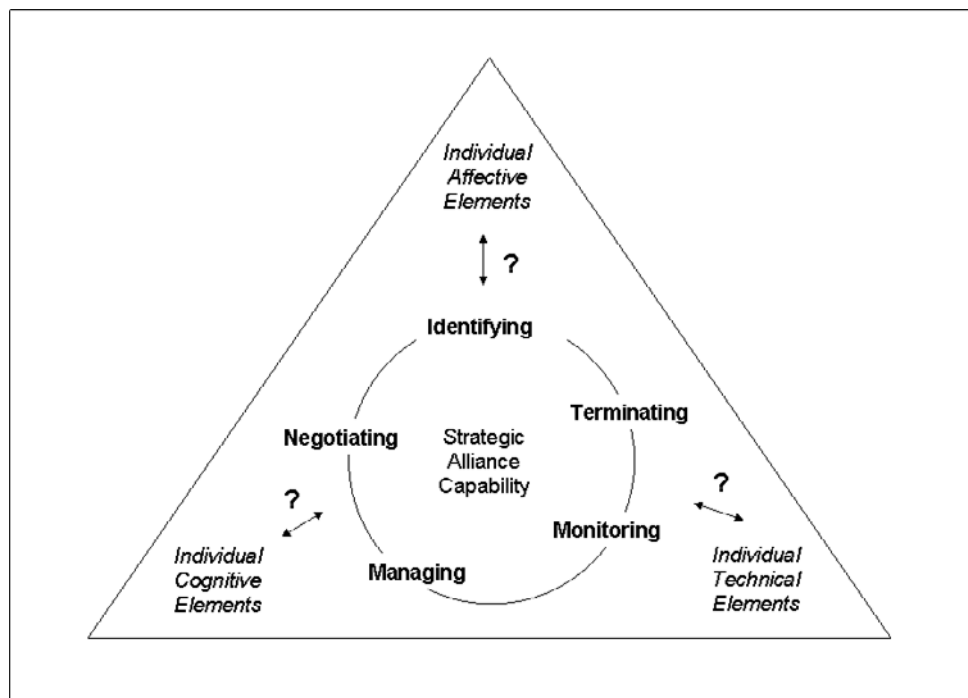 Individual
Affective
Elements
?
Identifying
Terminating
Negotiating
Strategic
Alliance
Capability
?
?
Monitoring
Managing
Individual
Cognitive
Elements
Individual
Technical
Elements